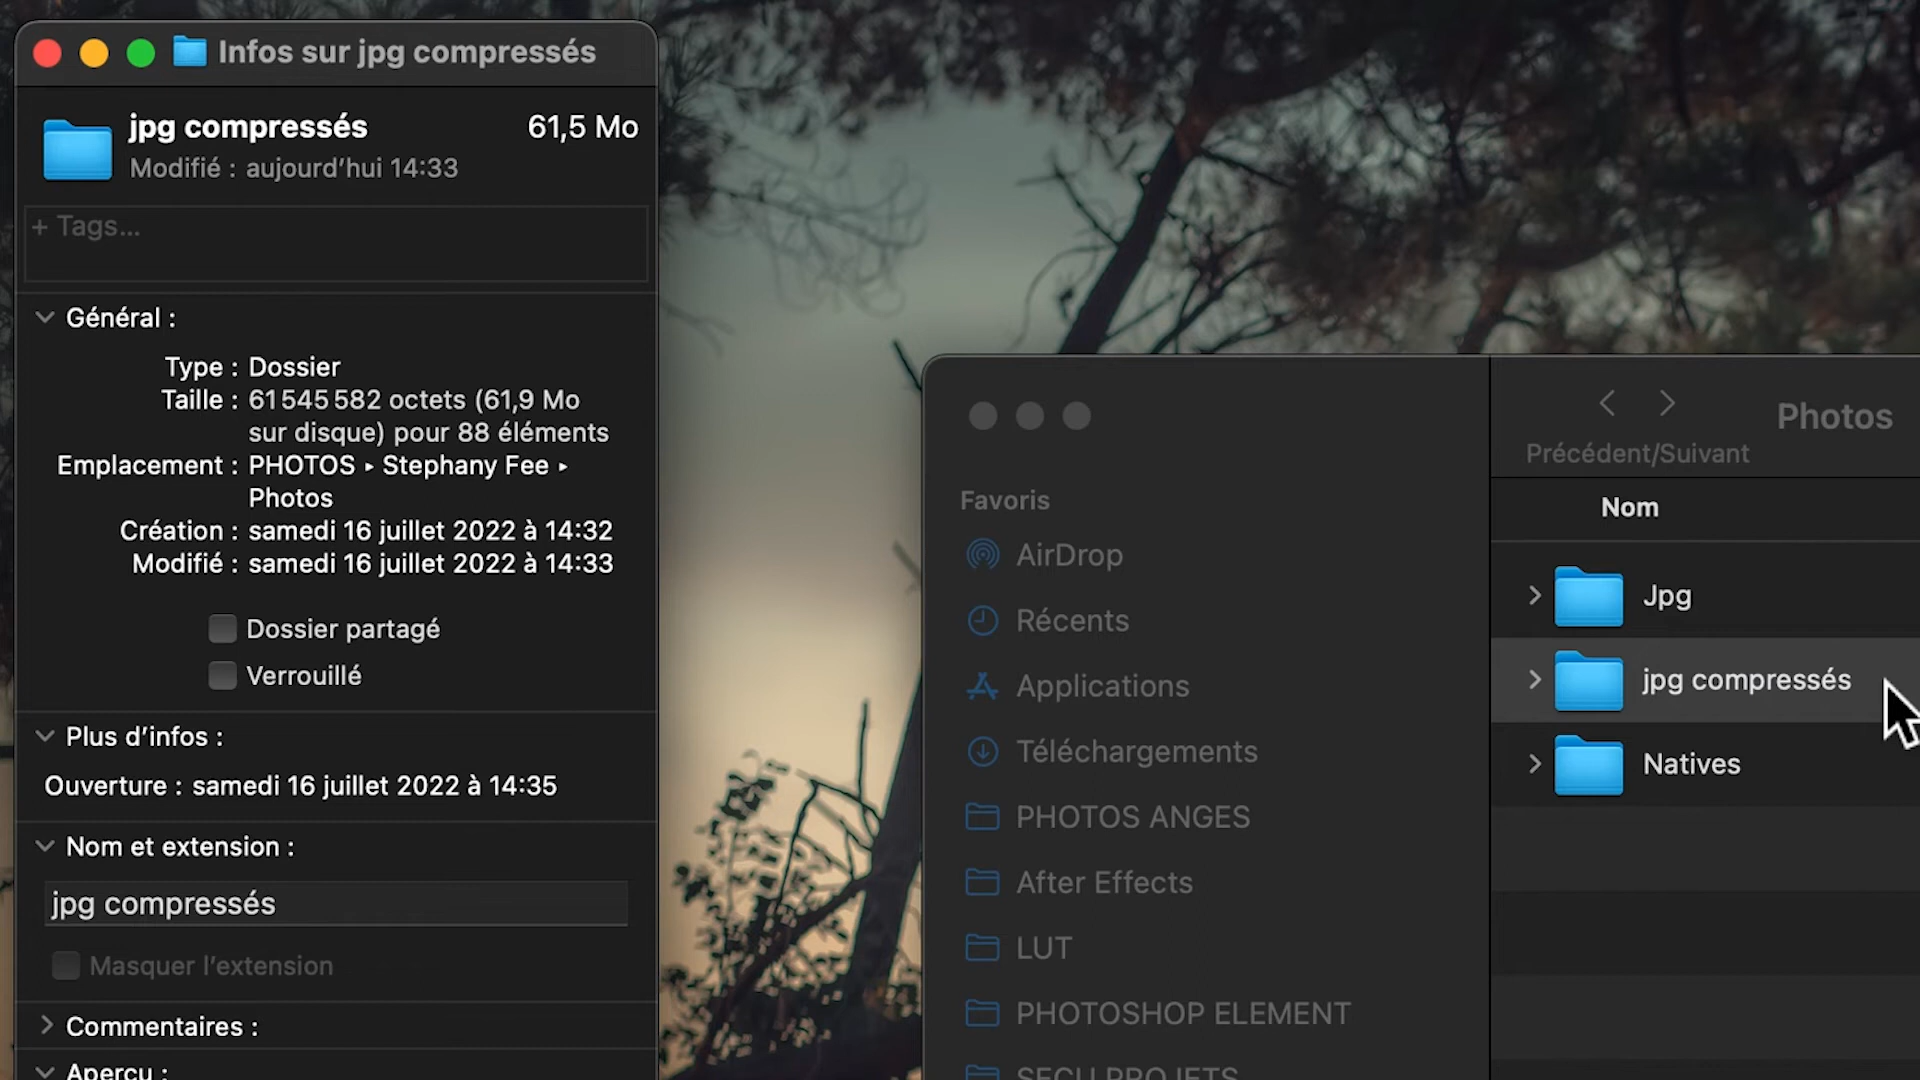 Infos sur jpg compressés
jpg compressés 61,5 Mo
Modifié : aujourd’hui 14:33
+ Tags...
Général :
Type : Dossier
Taille : 61 545 582 octets (61,9 Mo
sur disque) pour 88 éléments
Emplacement : PHOTOS ▸ Stephany Fee ▸
Photos
Création : samedi 16 juillet 2022 à 14:32
Modifié : samedi 16 juillet 2022 à 14:33
Dossier partagé
Verrouillé
Plus d’infos :
Ouverture : samedi 16 juillet 2022 à 14:35
Nom et extension :
jpg compressés
Masquer l’extension
Commentaires :
Aperçu :
Favoris
AirDrop
Récents
Applications
Téléchargements
PHOTOS ANGES
After Effects
LUT
PHOTOSHOP ELEMENT
SECU PROJETS
Photos
Précédent/Suivant
Nom
Jpg
jpg compressés
Natives